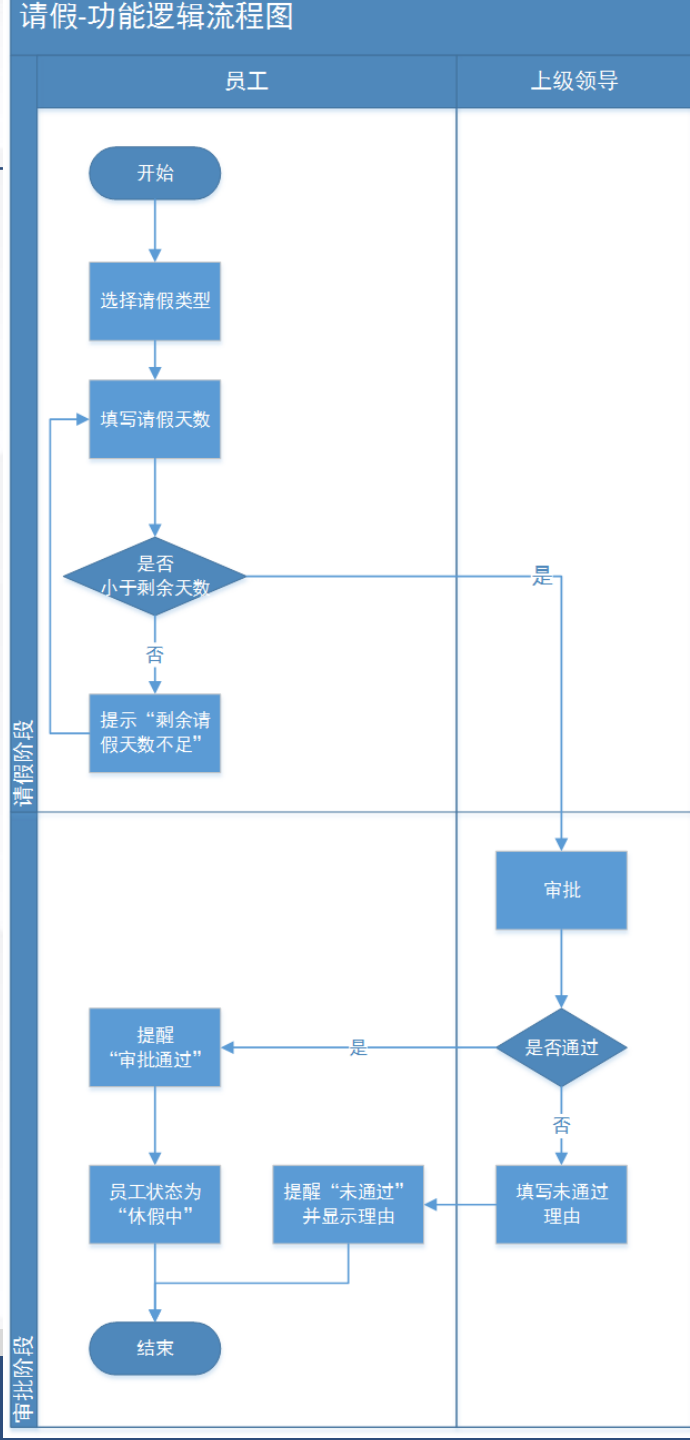 请假-功能逻辑流程图
员工
上级领导
开始
选择请假类型
填写请假天数
是否
小于剩余天数
是
否
提示“剩余请
假天数不足”
请假阶段
审批
是否通过
是
提醒
“审批通过”
否
员工状态为
“休假中”
提醒“未通过”
并显示理由
填写未通过
理由
结束
审批阶段